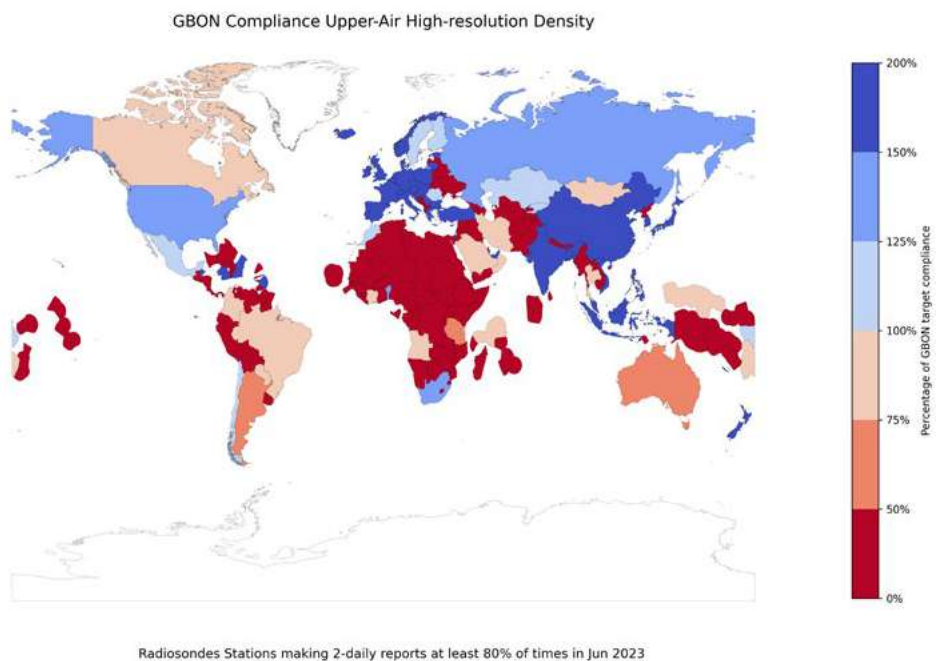 GBON Compliance Upper-Air High-resolution Density
200%
150%
125%
100%
75%
50%
0%
Percentage of GBON target compliance
Radiosondes Stations making 2-daily reports at least 80% of times in Jun 2023